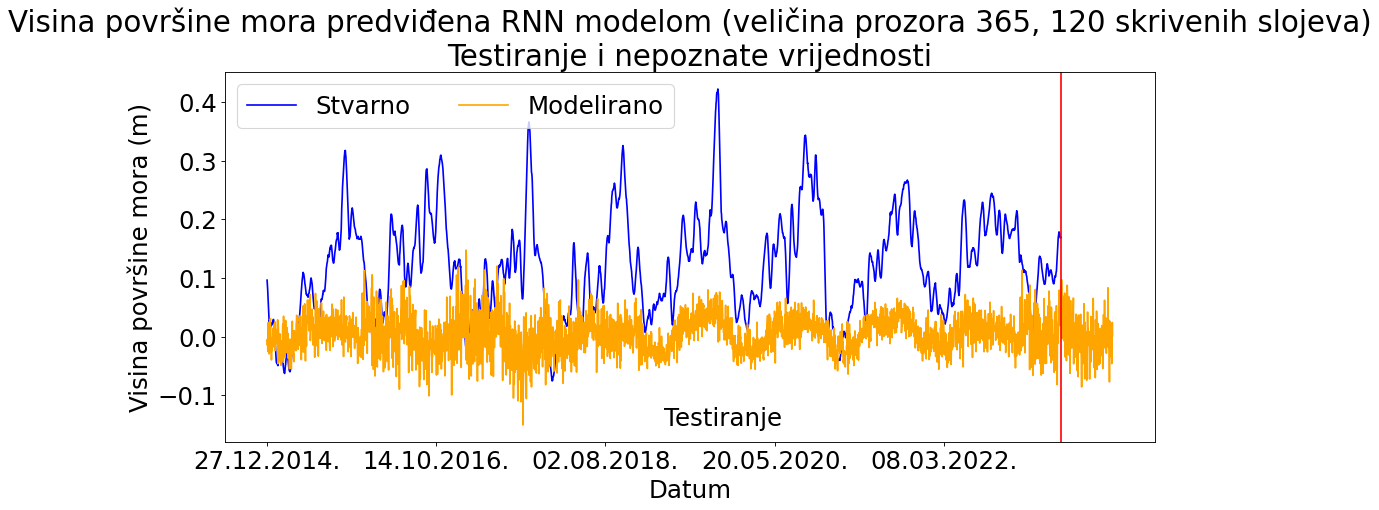 Visina površine mora predviđena RNN modelom (veličina prozora 365, 120 skrivenih slojeva)
Testiranje i nepoznate vrijednosti
Stvarno Modelirano
Visina površine mora (m)
0.4
0.3
0.2
0.1
0.0
−0.1
Testiranje
27.12.2014. 14.10.2016. 02.08.2018. 20.05.2020. 08.03.2022.
Datum